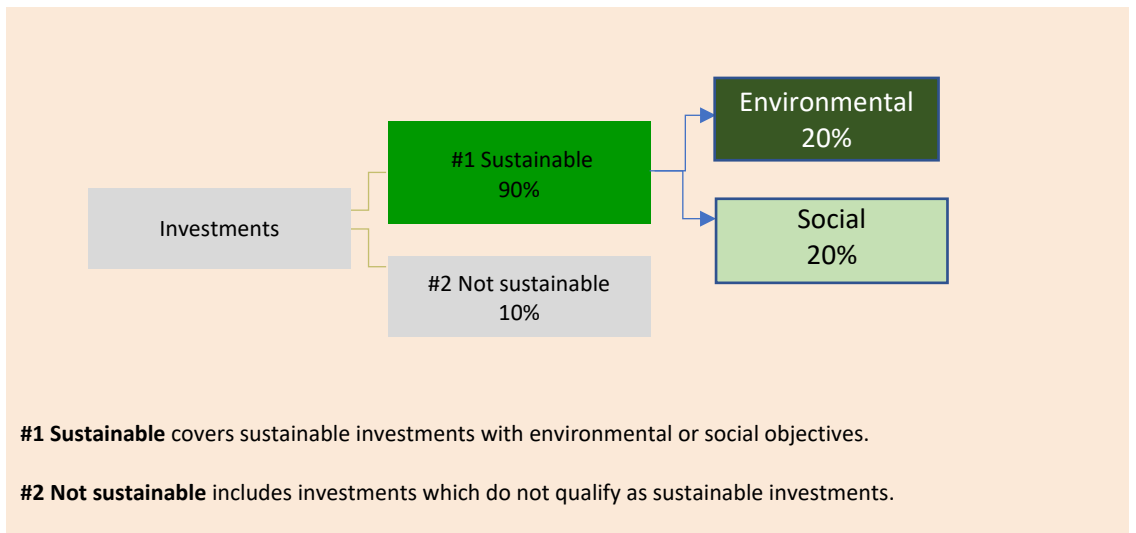 Environmental
20%
#1 Sustainable
90%
Social
20%
Investments
#2 Not sustainable
10%
#1 Sustainable covers sustainable investments with environmental or social objectives.
#2 Not sustainable includes investments which do not qualify as sustainable investments.